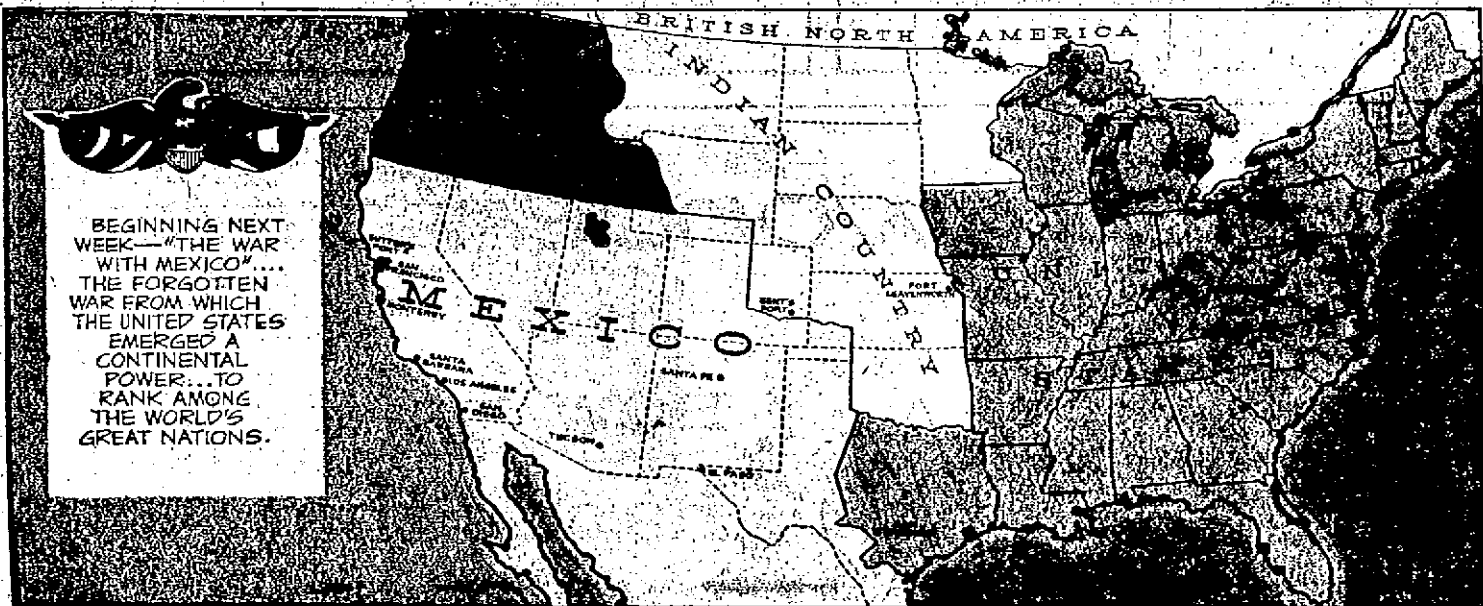 BRITISH NORTH AMERICA
INDIAN COUNTRY
BEGINNING NEXT
WEEK—"THE WAR
WITH MEXICO"....
THE FORGOTTEN
WAR FROM WHICH
THE UNITED STATES
EMERGED A
CONTINENTAL
POWER...TO
RANK AMONG
THE WORLD'S
GREAT NATIONS.
SAN
FRANCISCO
MONTEREY
MEXICO
SANTA
BARBARA
LOS ANGELES
SAN
DIEGO
TUCSON
SANTA FE
EL PASO
BENT'S
FORT
FORT
LEAVENWORTH